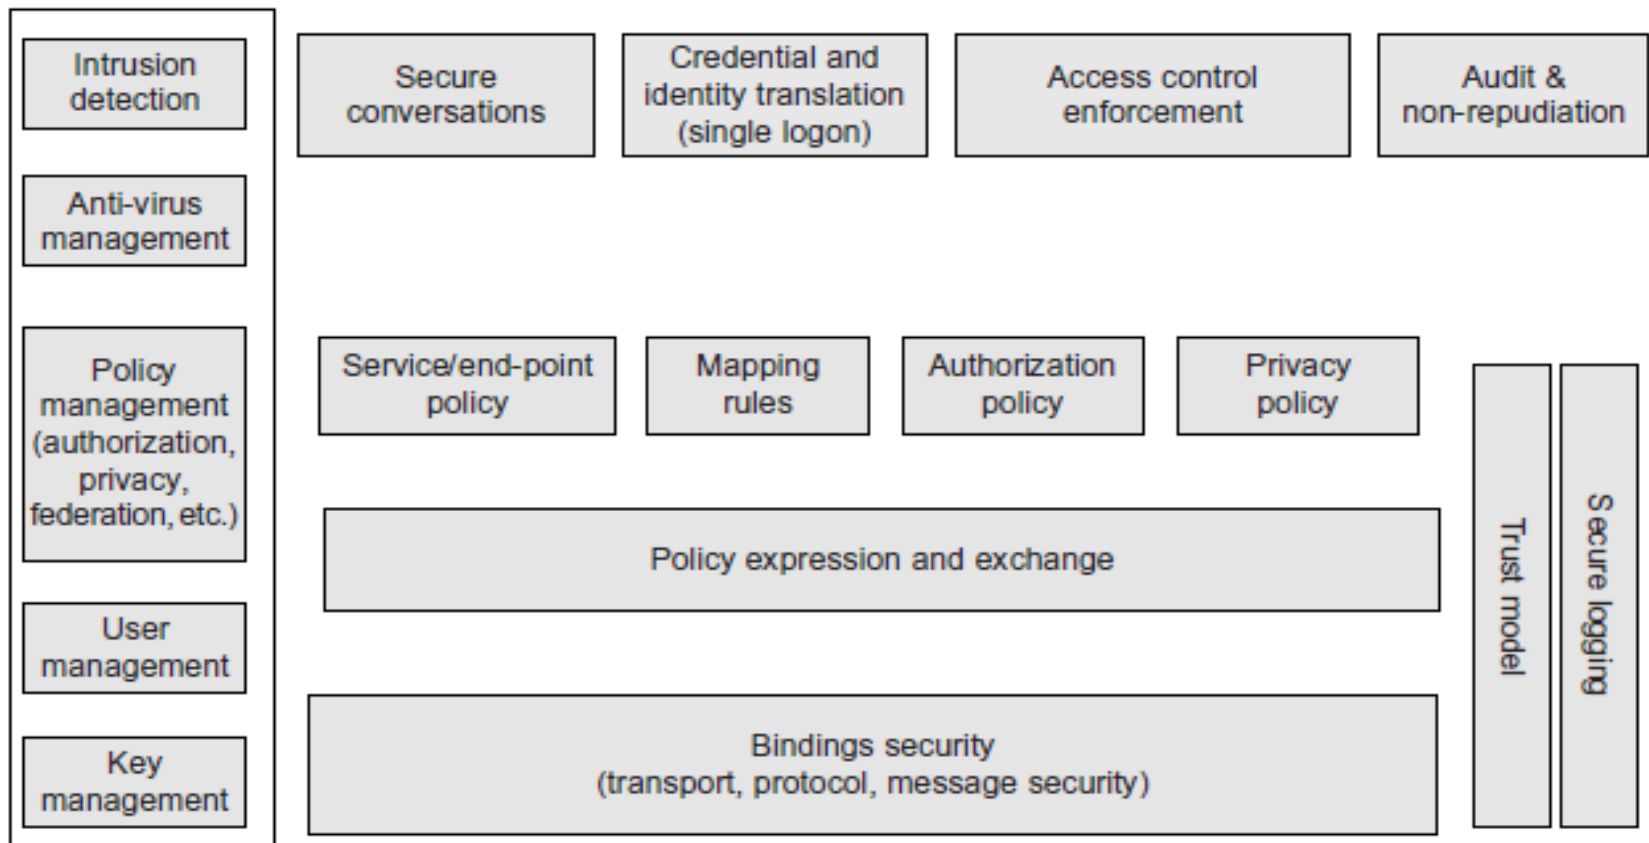 Intrusion
detection
Anti-virus
management
Policy
management
(authorization,
privacy,
federation, etc.)
User
management
Key
management
Secure
conversations
Credential and
identity translation
(single logon)
Access control
enforcement
Audit &
non-repudiation
Service/end-point
policy
Mapping
rules
Authorization
policy
Privacy
policy
Policy expression and exchange
Bindings security
(transport, protocol, message security)
Trust model
Secure logging